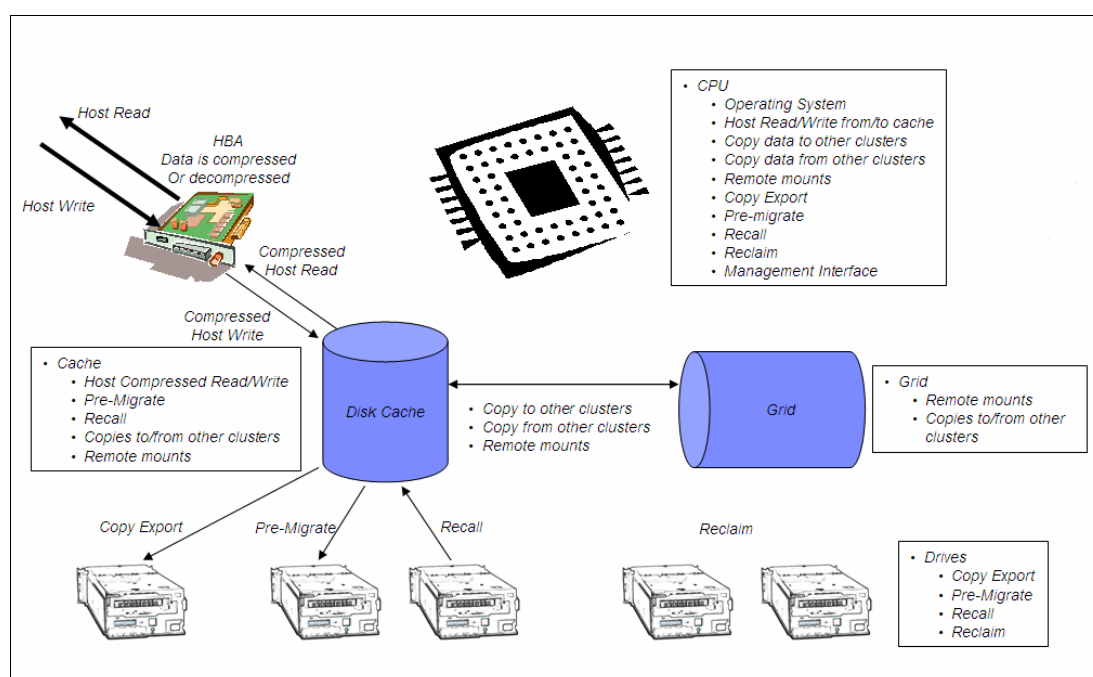 Host Read
HBA
Data is compressed
Or decompressed
Host Write
Compressed
Host Read
Compressed
Host Write
• CPU
• Operating System
• Host Read/Write from/to cache
• Copy data to other clusters
• Copy data from other clusters
• Remote mounts
• Copy Export
• Pre-migrate
• Recall
• Reclaim
• Management Interface
• Cache
• Host Compressed Read/Write
• Pre-Migrate
• Recall
• Copies to/from other clusters
• Remote mounts
Disk Cache
• Copy to other clusters
• Copy from other clusters
• Remote mounts
Grid
• Grid
• Remote mounts
• Copies to/from other
clusters
Copy Export
Pre-Migrate
Recall
Reclaim
• Drives
• Copy Export
• Pre-Migrate
• Recall
• Reclaim